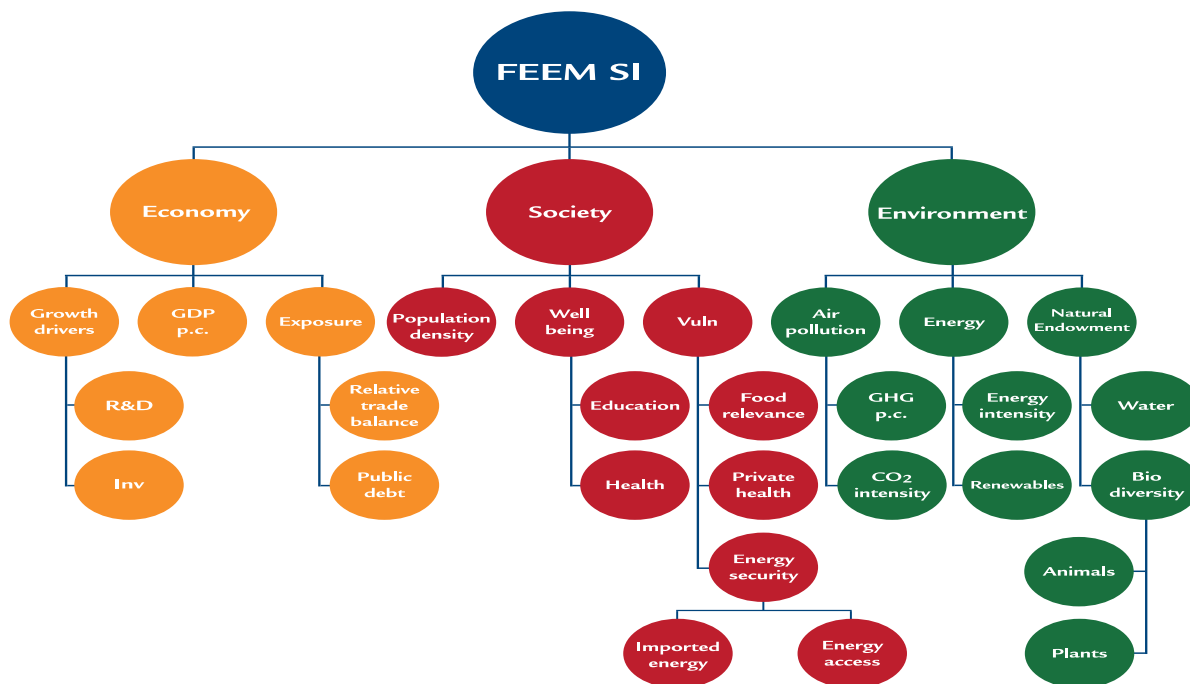 FEEM SI
Economy
Society
Environment
Growth
drivers
GDP
p.c.
Exposure
Population
density
Well
being
Vuln
Air
pollution
Energy
Natural
Endowment
R&D
Relative
trade
balance
Education
Food
relevance
GHG
p.c.
Energy
intensity
Water
Inv
Public
debt
Health
Private
health
CO2
intensity
Renewables
Bio
diversity
Energy
security
Animals
Imported
energy
Energy
access
Plants